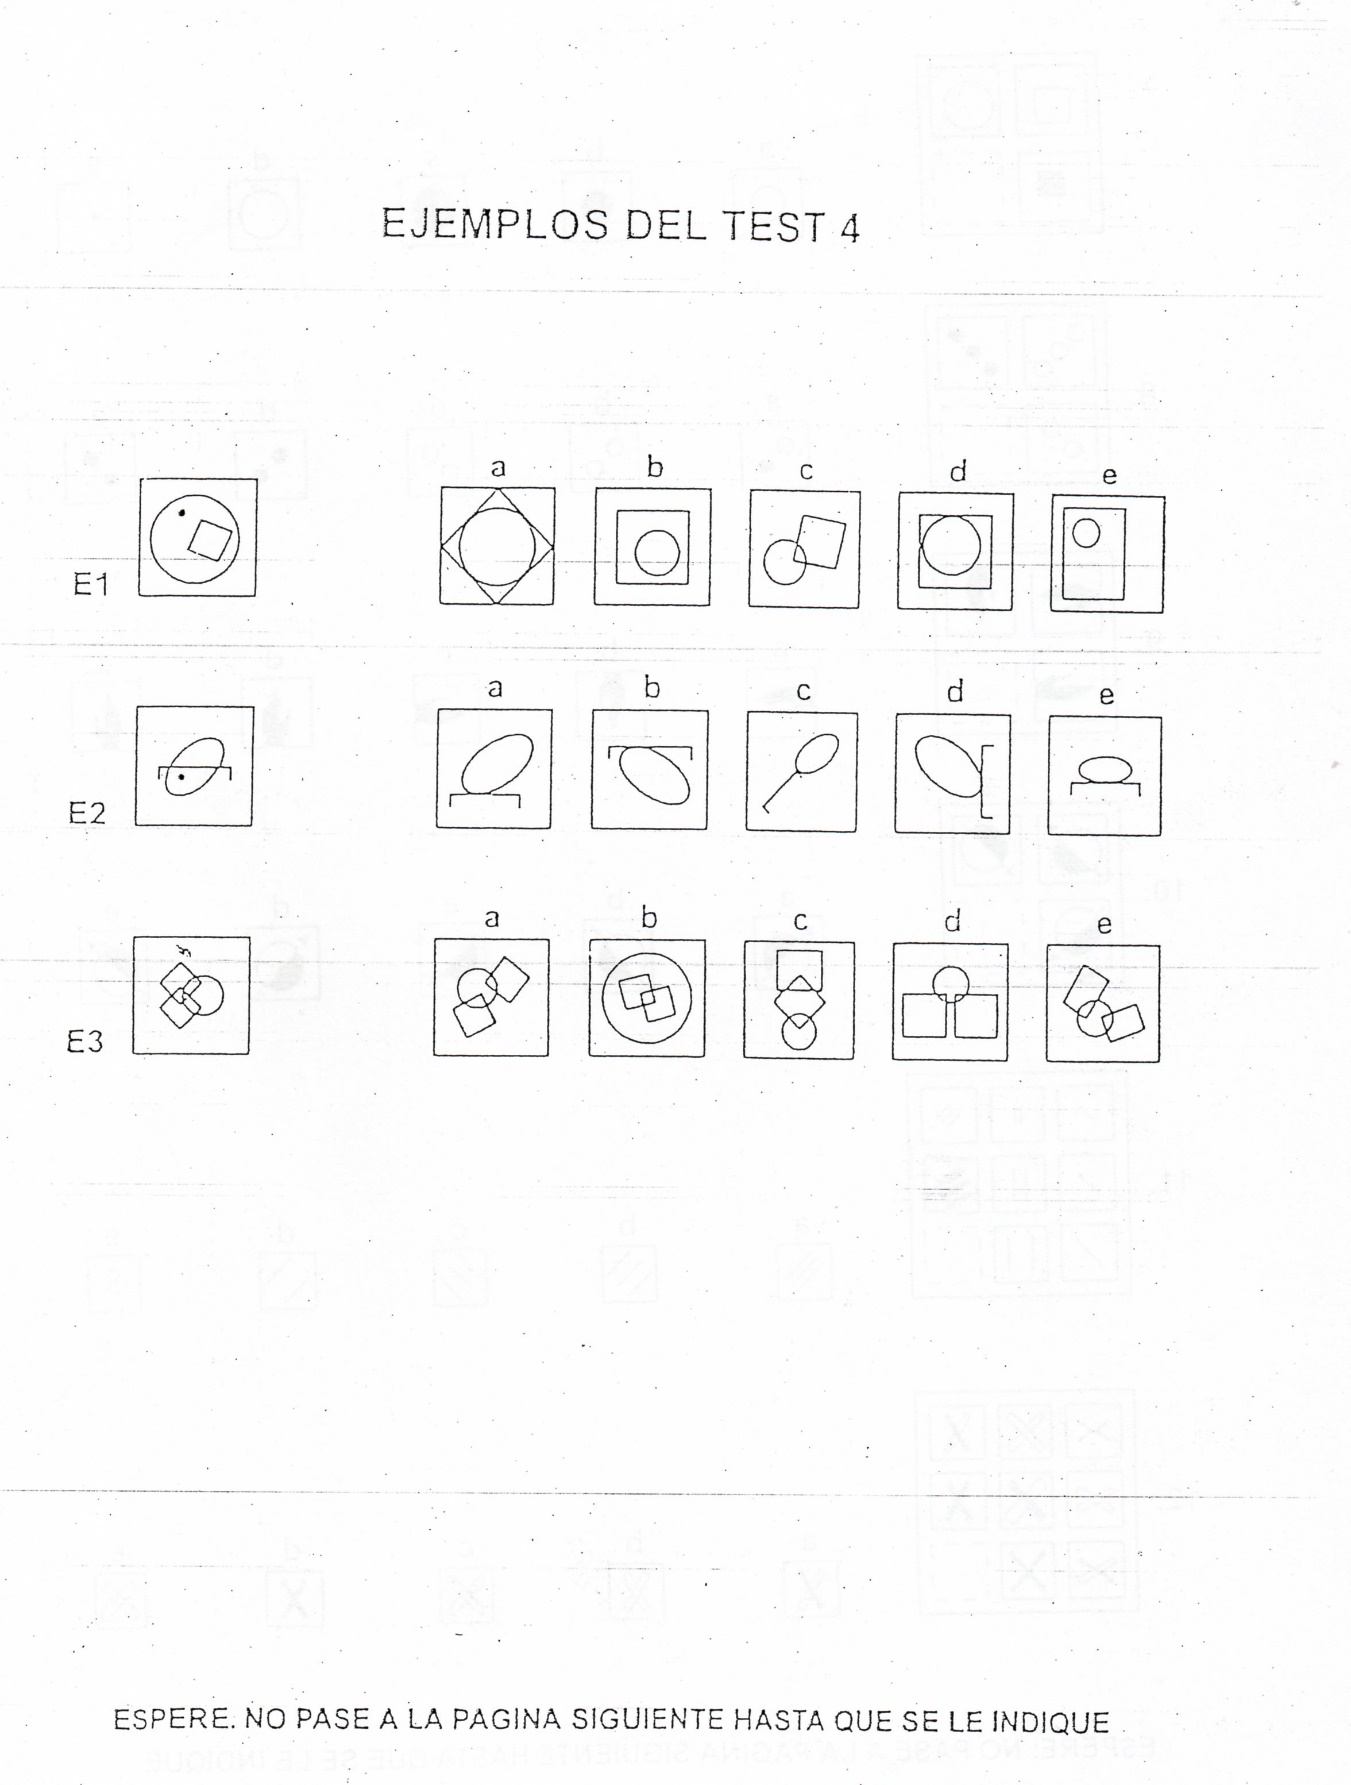 EJEMPLOS DEL TEST 4
a b c d e
E1
a b c d e
E2
a b c d e
E3
ESPERE. NO PASE A LA PAGINA SIGUIENTE HASTA QUE SE LE INDIQUE